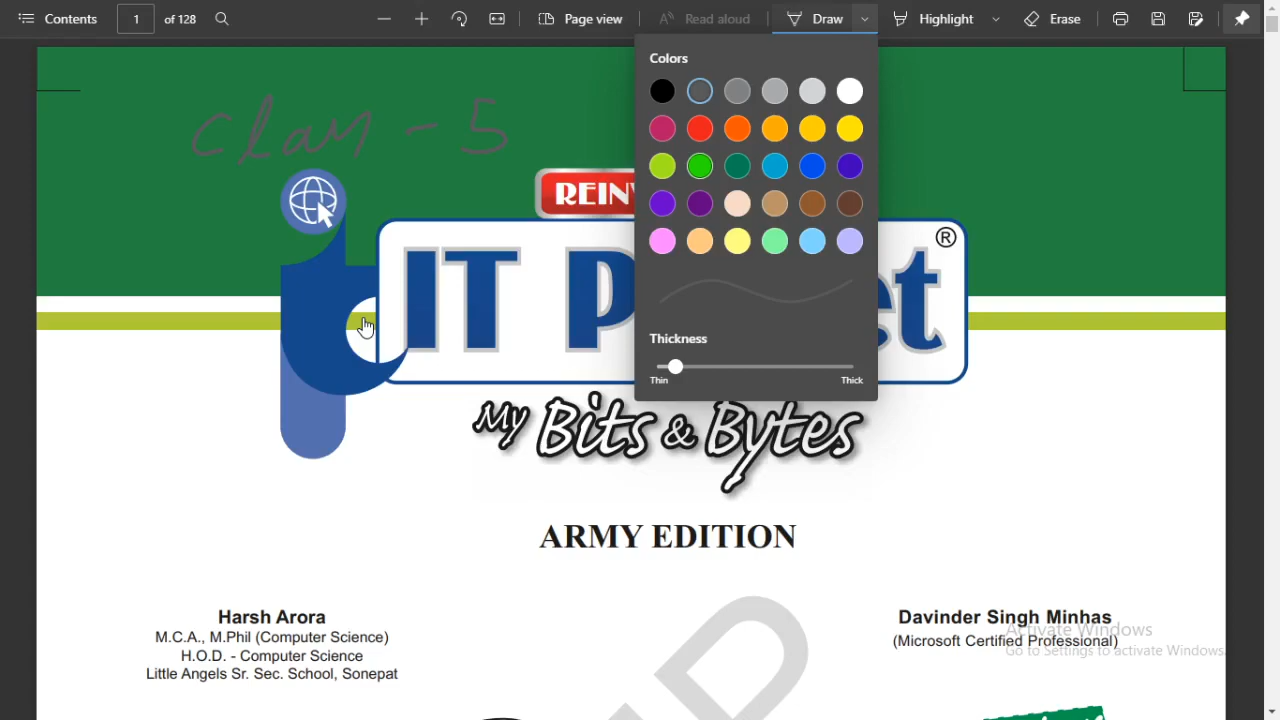 Contents 1 of 128 Page view Read aloud Draw Highlight Erase
Colors
Clay - 5
REIN
IT P et ®
Thickness
Thin Thick
My Bits & Bytes
ARMY EDITION
Harsh Arora
M.C.A., M.Phil (Computer Science)
H.O.D. - Computer Science
Little Angels Sr. Sec. School, Sonepat
Davinder Singh Minhas
(Microsoft Certified Professional)
Activate Windows
Go to Settings to activate Windows.